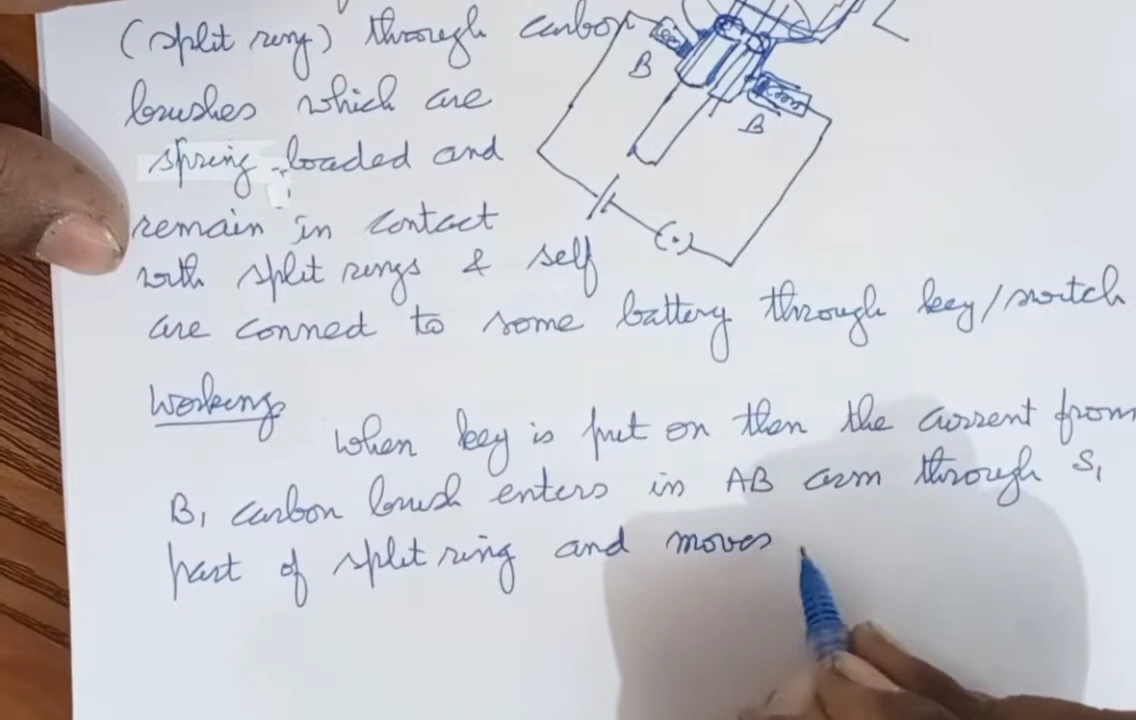 (split ring) through carbon
brushes which are
spring-loaded and
remain in contact
with split rings & self
are conned to some battery through key/switch
B
B
Working
When key is put on then the current from
B1 carbon brush enters in AB arm through S1
part of split ring and moves